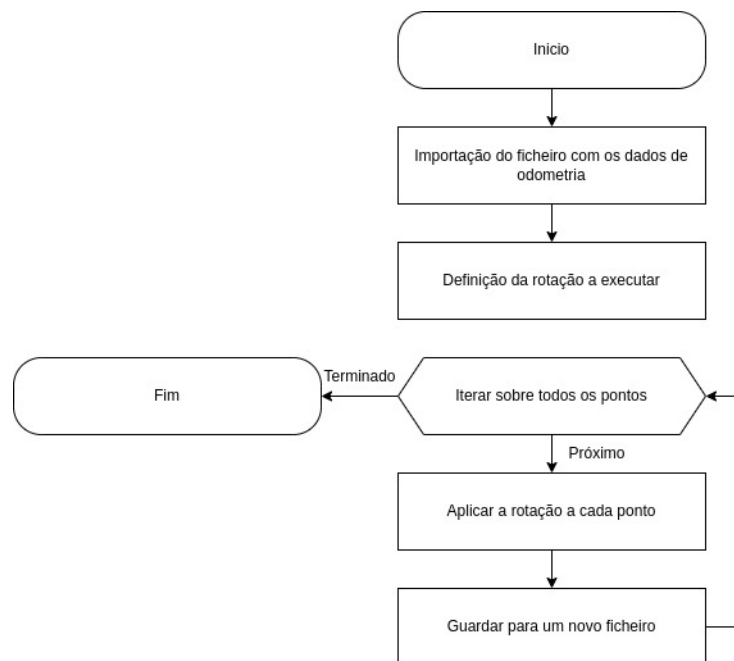 Inicio
Importação do ficheiro com os dados de
odometria
Definição da rotação a executar
Fim
Terminado
Iterar sobre todos os pontos
Próximo
Aplicar a rotação a cada ponto
Guardar para um novo ficheiro